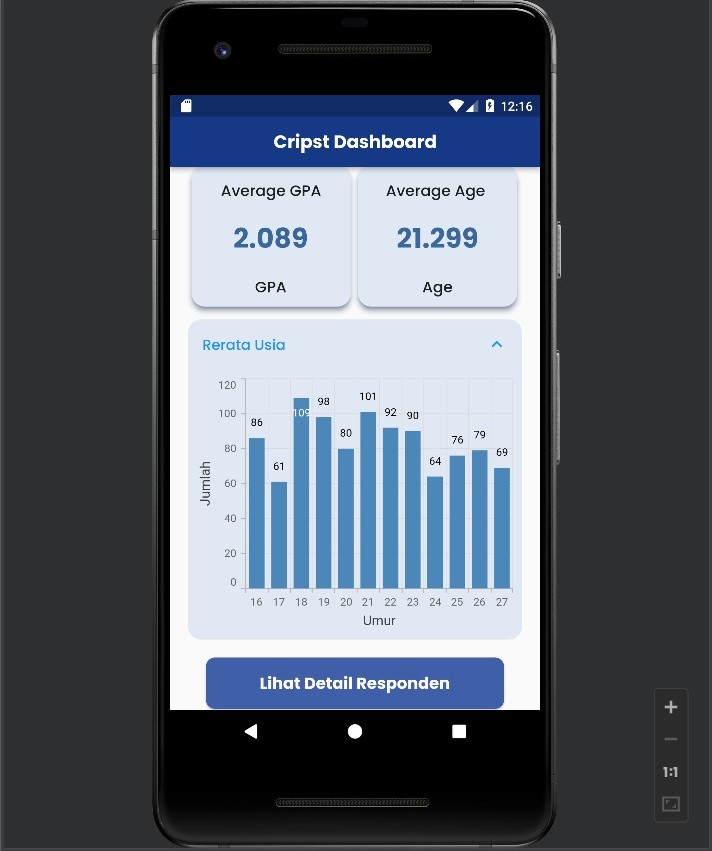 12:16
Cripst Dashboard
Average GPA Average Age
2.089 21.299
GPA Age
Rerata Usia
120
100
80
60
40
20
0
Jumlah
86 61 109 98 80 101 92 90 64 76 79 69
16 17 18 19 20 21 22 23 24 25 26 27
Umur
Lihat Detail Responden
1:1